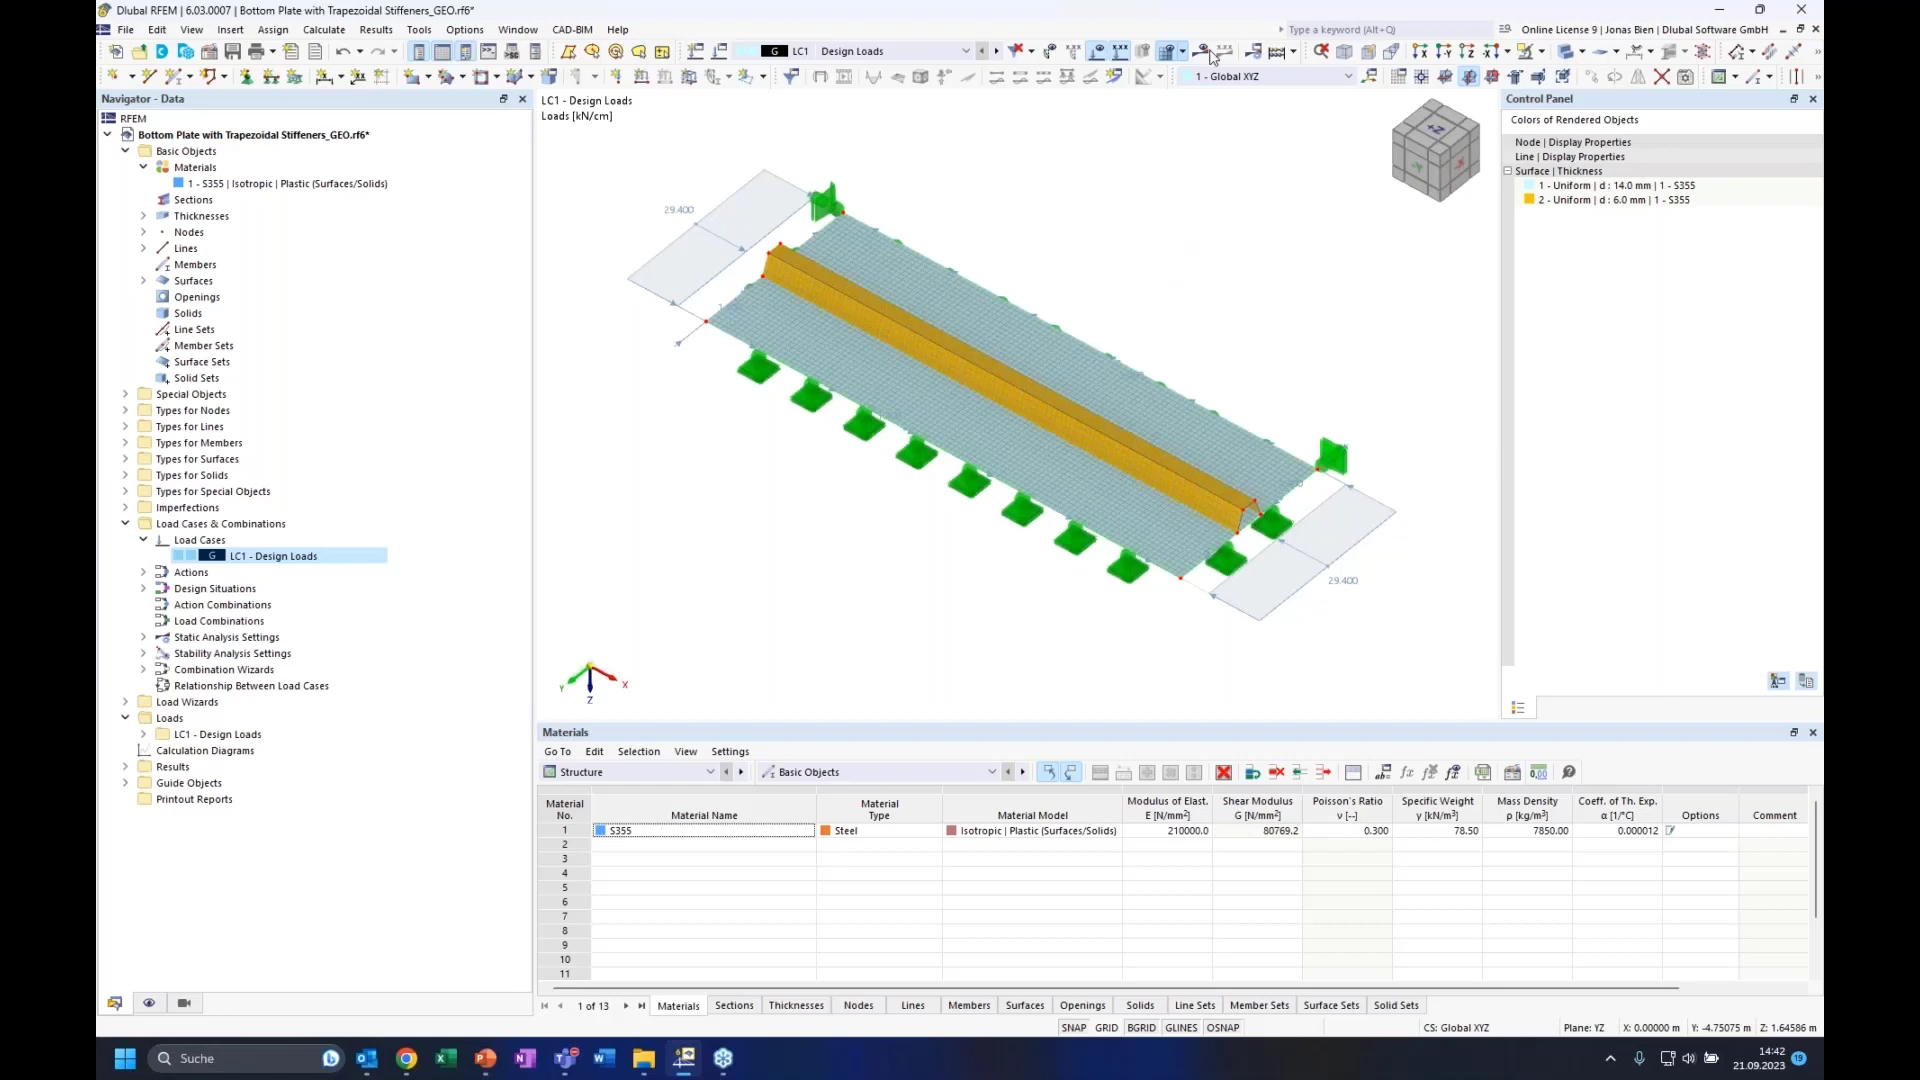 Dlubal RFEM | 6.03.0007 | Bottom Plate with Trapezoidal Stiffeners_GEO.rf6*
File Edit View Insert Assign Calculate Results Tools Options Window CAD-BIM Help
Type a keyword (Alt+Q)
Online License 9 | Jonas Bien | Dlubal Software GmbH
G LC1 Design Loads
1 - Global XYZ
Navigator - Data
RFEM
Bottom Plate with Trapezoidal Stiffeners_GEO.rf6*
Basic Objects
Materials
1 - S355 | Isotropic | Plastic (Surfaces/Solids)
Sections
Thicknesses
Nodes
Lines
Members
Surfaces
Openings
Solids
Line Sets
Member Sets
Surface Sets
Solid Sets
Special Objects
Types for Nodes
Types for Lines
Types for Members
Types for Surfaces
Types for Solids
Types for Special Objects
Imperfections
Load Cases & Combinations
Load Cases
G LC1 - Design Loads
Actions
Design Situations
Action Combinations
Load Combinations
Static Analysis Settings
Stability Analysis Settings
Combination Wizards
Relationship Between Load Cases
Load Wizards
Loads
LC1 - Design Loads
Calculation Diagrams
Results
Guide Objects
Printout Reports
LC1 - Design Loads
Loads [kN/cm]
29.400
29.400
+Z
-Y
X
Y
Z
Control Panel
Colors of Rendered Objects
Node | Display Properties
Line | Display Properties
Surface | Thickness
1 - Uniform | d : 14.0 mm | 1 - S355
2 - Uniform | d : 6.0 mm | 1 - S355
Materials
Go To Edit Selection View Settings
Structure
Basic Objects
Material No. Material Name Material Type Material Model Modulus of Elast. E [N/mm²] Shear Modulus G [N/mm²] Poisson's Ratio ν [--] Specific Weight γ [kN/m³] Mass Density ρ [kg/m³] Coeff. of Th. Exp. α [1/°C] Options Comment
1 S355 Steel Isotropic | Plastic (Surfaces/Solids) 210000.0 80769.2 0.300 78.50 7850.00 0.000012
2
3
4
5
6
7
8
9
10
11
1 of 13 Materials Sections Thicknesses Nodes Lines Members Surfaces Openings Solids Line Sets Member Sets Surface Sets Solid Sets
SNAP GRID BGRID GLINES OSNAP
CS: Global XYZ
Plane: YZ
X: 0.00000 m Y: -4.75075 m Z: 1.64586 m
Suche
14:42
21.09.2023
19